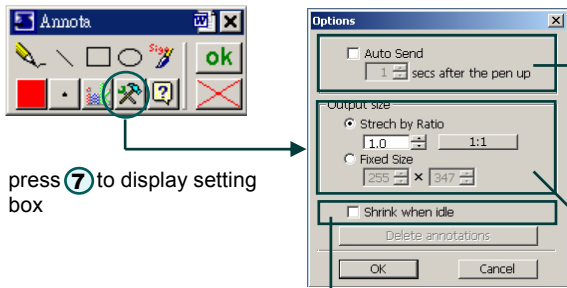 Annota
Sign
ok
press 7 to display setting
box
Options
Auto Send
1 secs after the pen up
Output size
Strech by Ratio
1.0 1:1
Fixed Size
255 × 347
Shrink when idle
Delete annotations
OK Cancel